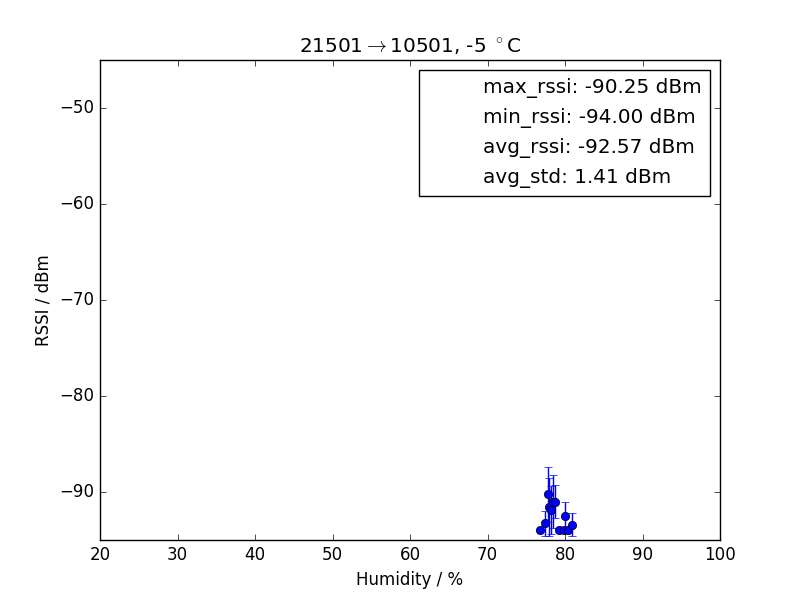 21501→10501, -5 °C
max_rssi: -90.25 dBm
min_rssi: -94.00 dBm
avg_rssi: -92.57 dBm
avg_std: 1.41 dBm
RSSI / dBm
−50
−60
−70
−80
−90
20 30 40 50 60 70 80 90 100
Humidity / %